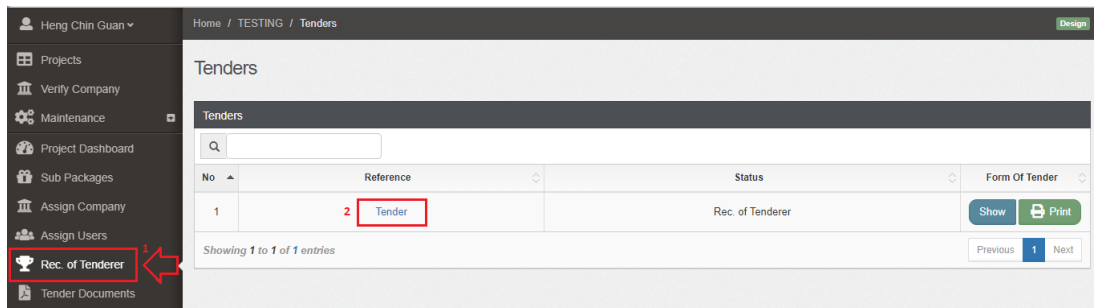 Heng Chin Guan
Home / TESTING / Tenders
Design
Projects
Verify Company
Maintenance
Project Dashboard
Sub Packages
Assign Company
Assign Users
1
Rec. of Tenderer
Tender Documents
Tenders
Tenders
No Reference Status Form Of Tender
1 2 Tender Rec. of Tenderer Show Print
Showing 1 to 1 of 1 entries
Previous 1 Next